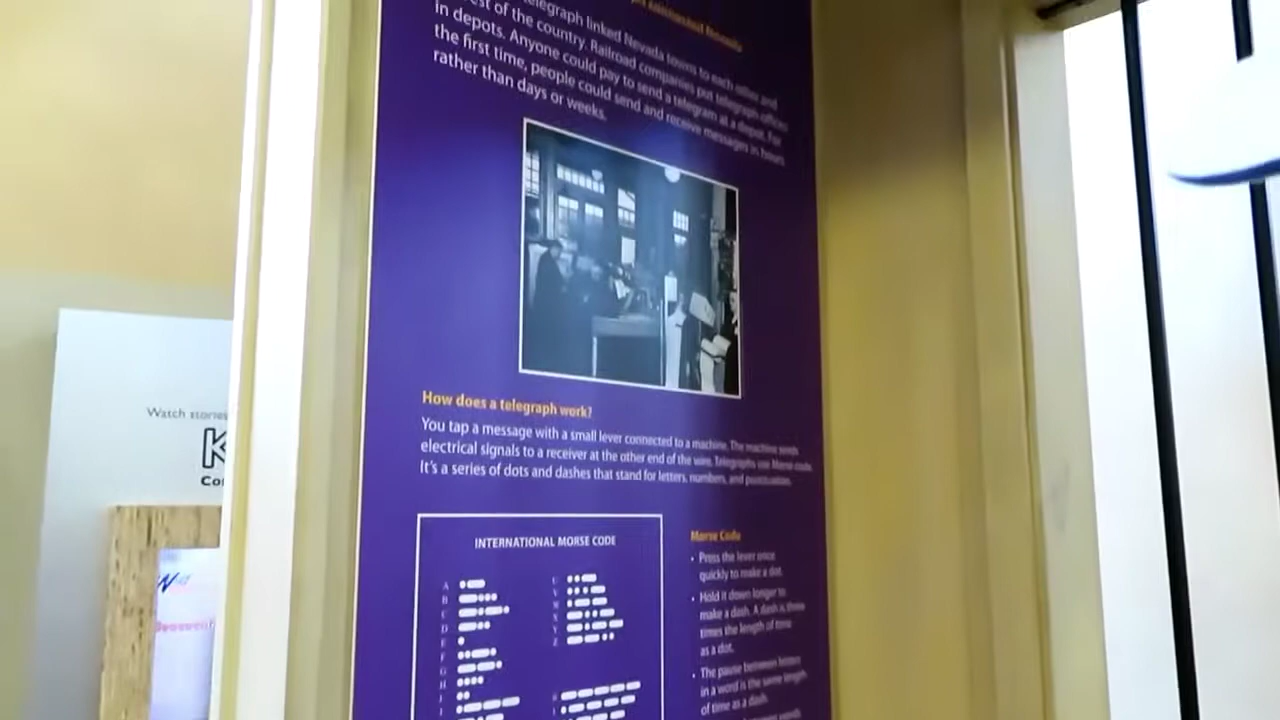 telegraph linked Nevada towns to each other and
rest of the country. Railroad companies put telegraph offices
in depots. Anyone could pay to send a telegram at a depot. For
the first time, people could send and receive messages in hours
rather than days or weeks.
How does a telegraph work?
You tap a message with a small lever connected to a machine. The machine sends
electrical signals to a receiver at the other end of the wire. Telegraphs use Morse code.
It's a series of dots and dashes that stand for letters, numbers, and punctuation.
INTERNATIONAL MORSE CODE
A
B
C
D
E
F
G
H
I
U
V
W
X
Y
Z
Morse Code
• Press the lever once
quickly to make a dot.
• Hold it down longer to
make a dash. A dash is three
times the length of time
as a dot.
• The pause between letters
in a word is the same length
of time as a dash.
Watch stories
K